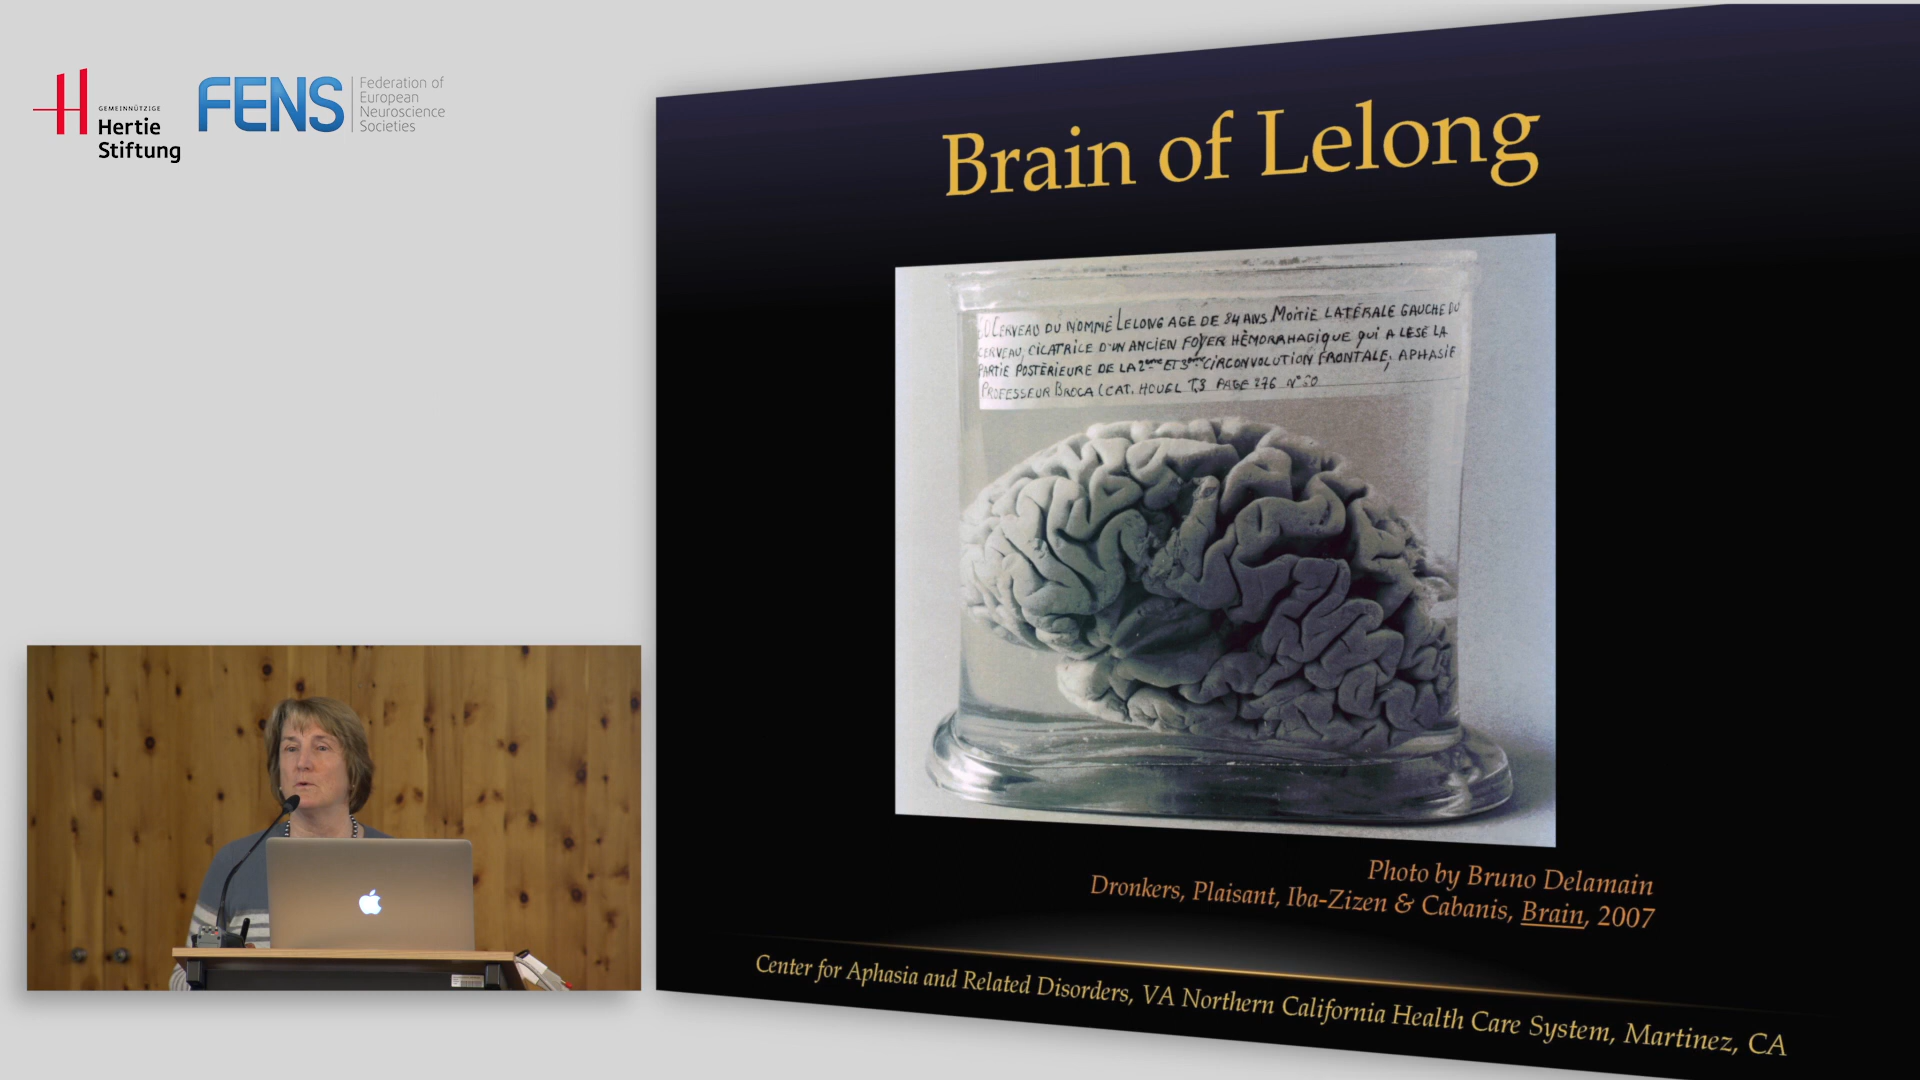 GEMEINNÜTZIGE
Hertie
Stiftung
FENS
Federation of
European
Neuroscience
Societies
Brain of Lelong
CERVEAU DU NOMMÉ LELONG AGE DE 84 ANS. MOITIE LATÉRALE GAUCHE DU
CERVEAU, CICATRICE D'UN ANCIEN FOYER HÉMORRHAGIQUE QUI A LESÉ LA
PARTIE POSTÉRIEURE DE LA 2ème ET 3ème CIRCONVOLUTION FRONTALE, APHASIE
PROFESSEUR BROCA (CAT. HOUEL T.3 PAGE 276 N°
Photo by Bruno Delamain
Dronkers, Plaisant, Iba-Zizen & Cabanis, Brain, 2007
Center for Aphasia and Related Disorders, VA Northern California Health Care System, Martinez, CA